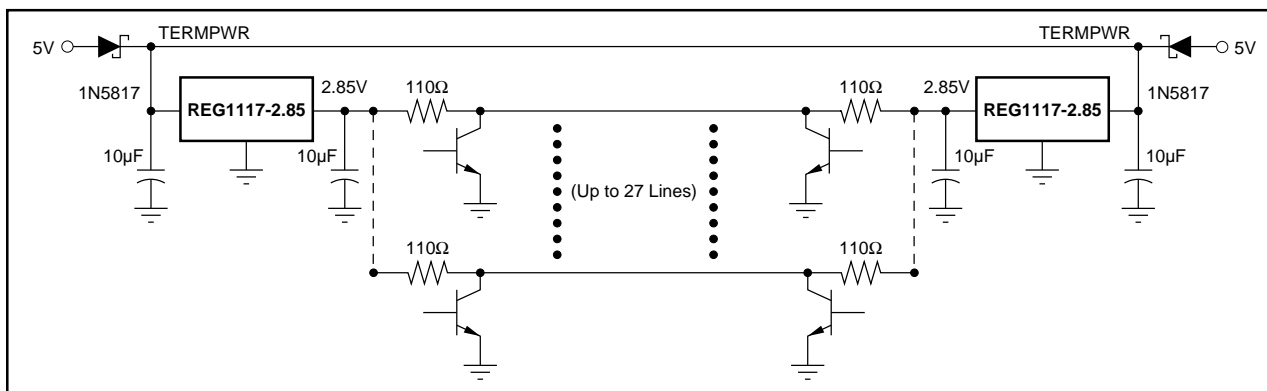 TERMPWR TERMPWR
5V 5V
1N5817 2.85V 110Ω 110Ω 2.85V 1N5817
REG1117-2.85 REG1117-2.85
10µF 10µF 10µF 10µF
(Up to 27 Lines)
110Ω 110Ω